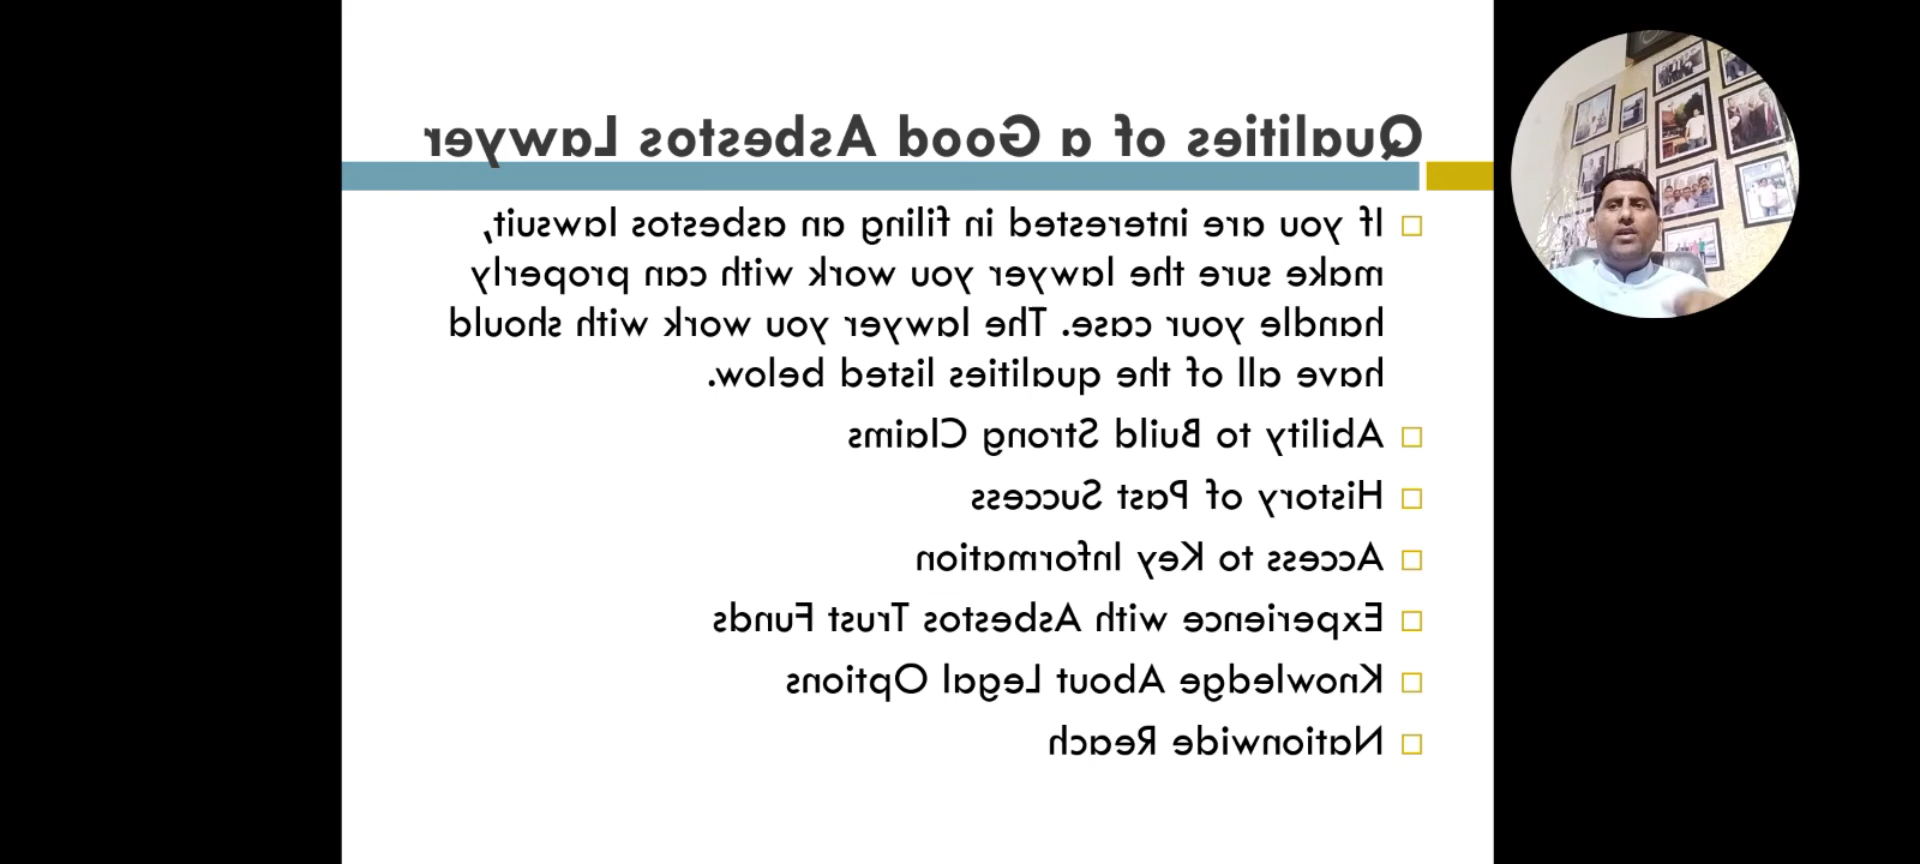 Qualities of a Good Asbestos Lawyer
If you are interested in filing an asbestos lawsuit,
make sure the lawyer you work with can properly
handle your case. The lawyer you work with should
have all of the qualities listed below.
Ability to Build Strong Claims
History of Past Success
Access to Key Information
Experience with Asbestos Trust Funds
Knowledge About Legal Options
Nationwide Reach